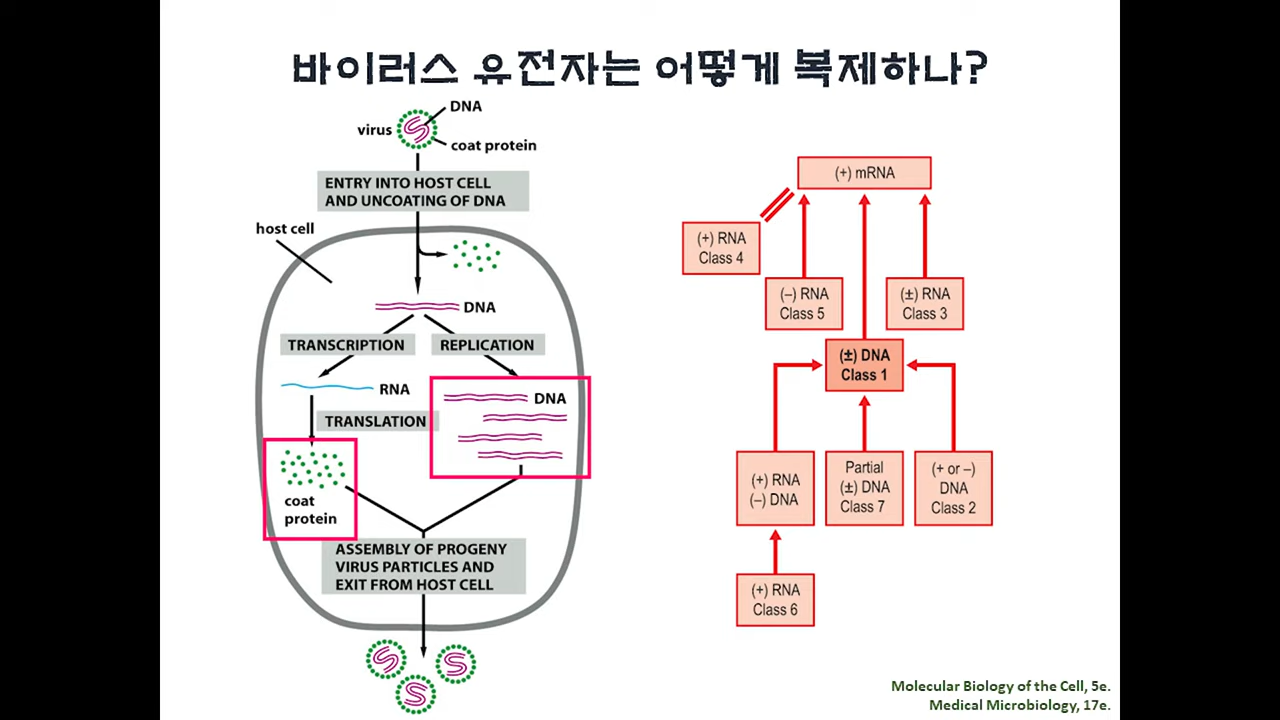 바이러스 유전자는 어떻게 복제하나?
DNA
virus
coat protein
ENTRY INTO HOST CELL
AND UNCOATING OF DNA
host cell
DNA
TRANSCRIPTION
REPLICATION
RNA
DNA
TRANSLATION
coat
protein
ASSEMBLY OF PROGENY
VIRUS PARTICLES AND
EXIT FROM HOST CELL
(+) mRNA
(+) RNA
Class 4
(–) RNA
Class 5
(±) RNA
Class 3
(±) DNA
Class 1
(+) RNA
(–) DNA
Partial
(±) DNA
Class 7
(+ or –)
DNA
Class 2
(+) RNA
Class 6
Molecular Biology of the Cell, 5e.
Medical Microbiology, 17e.